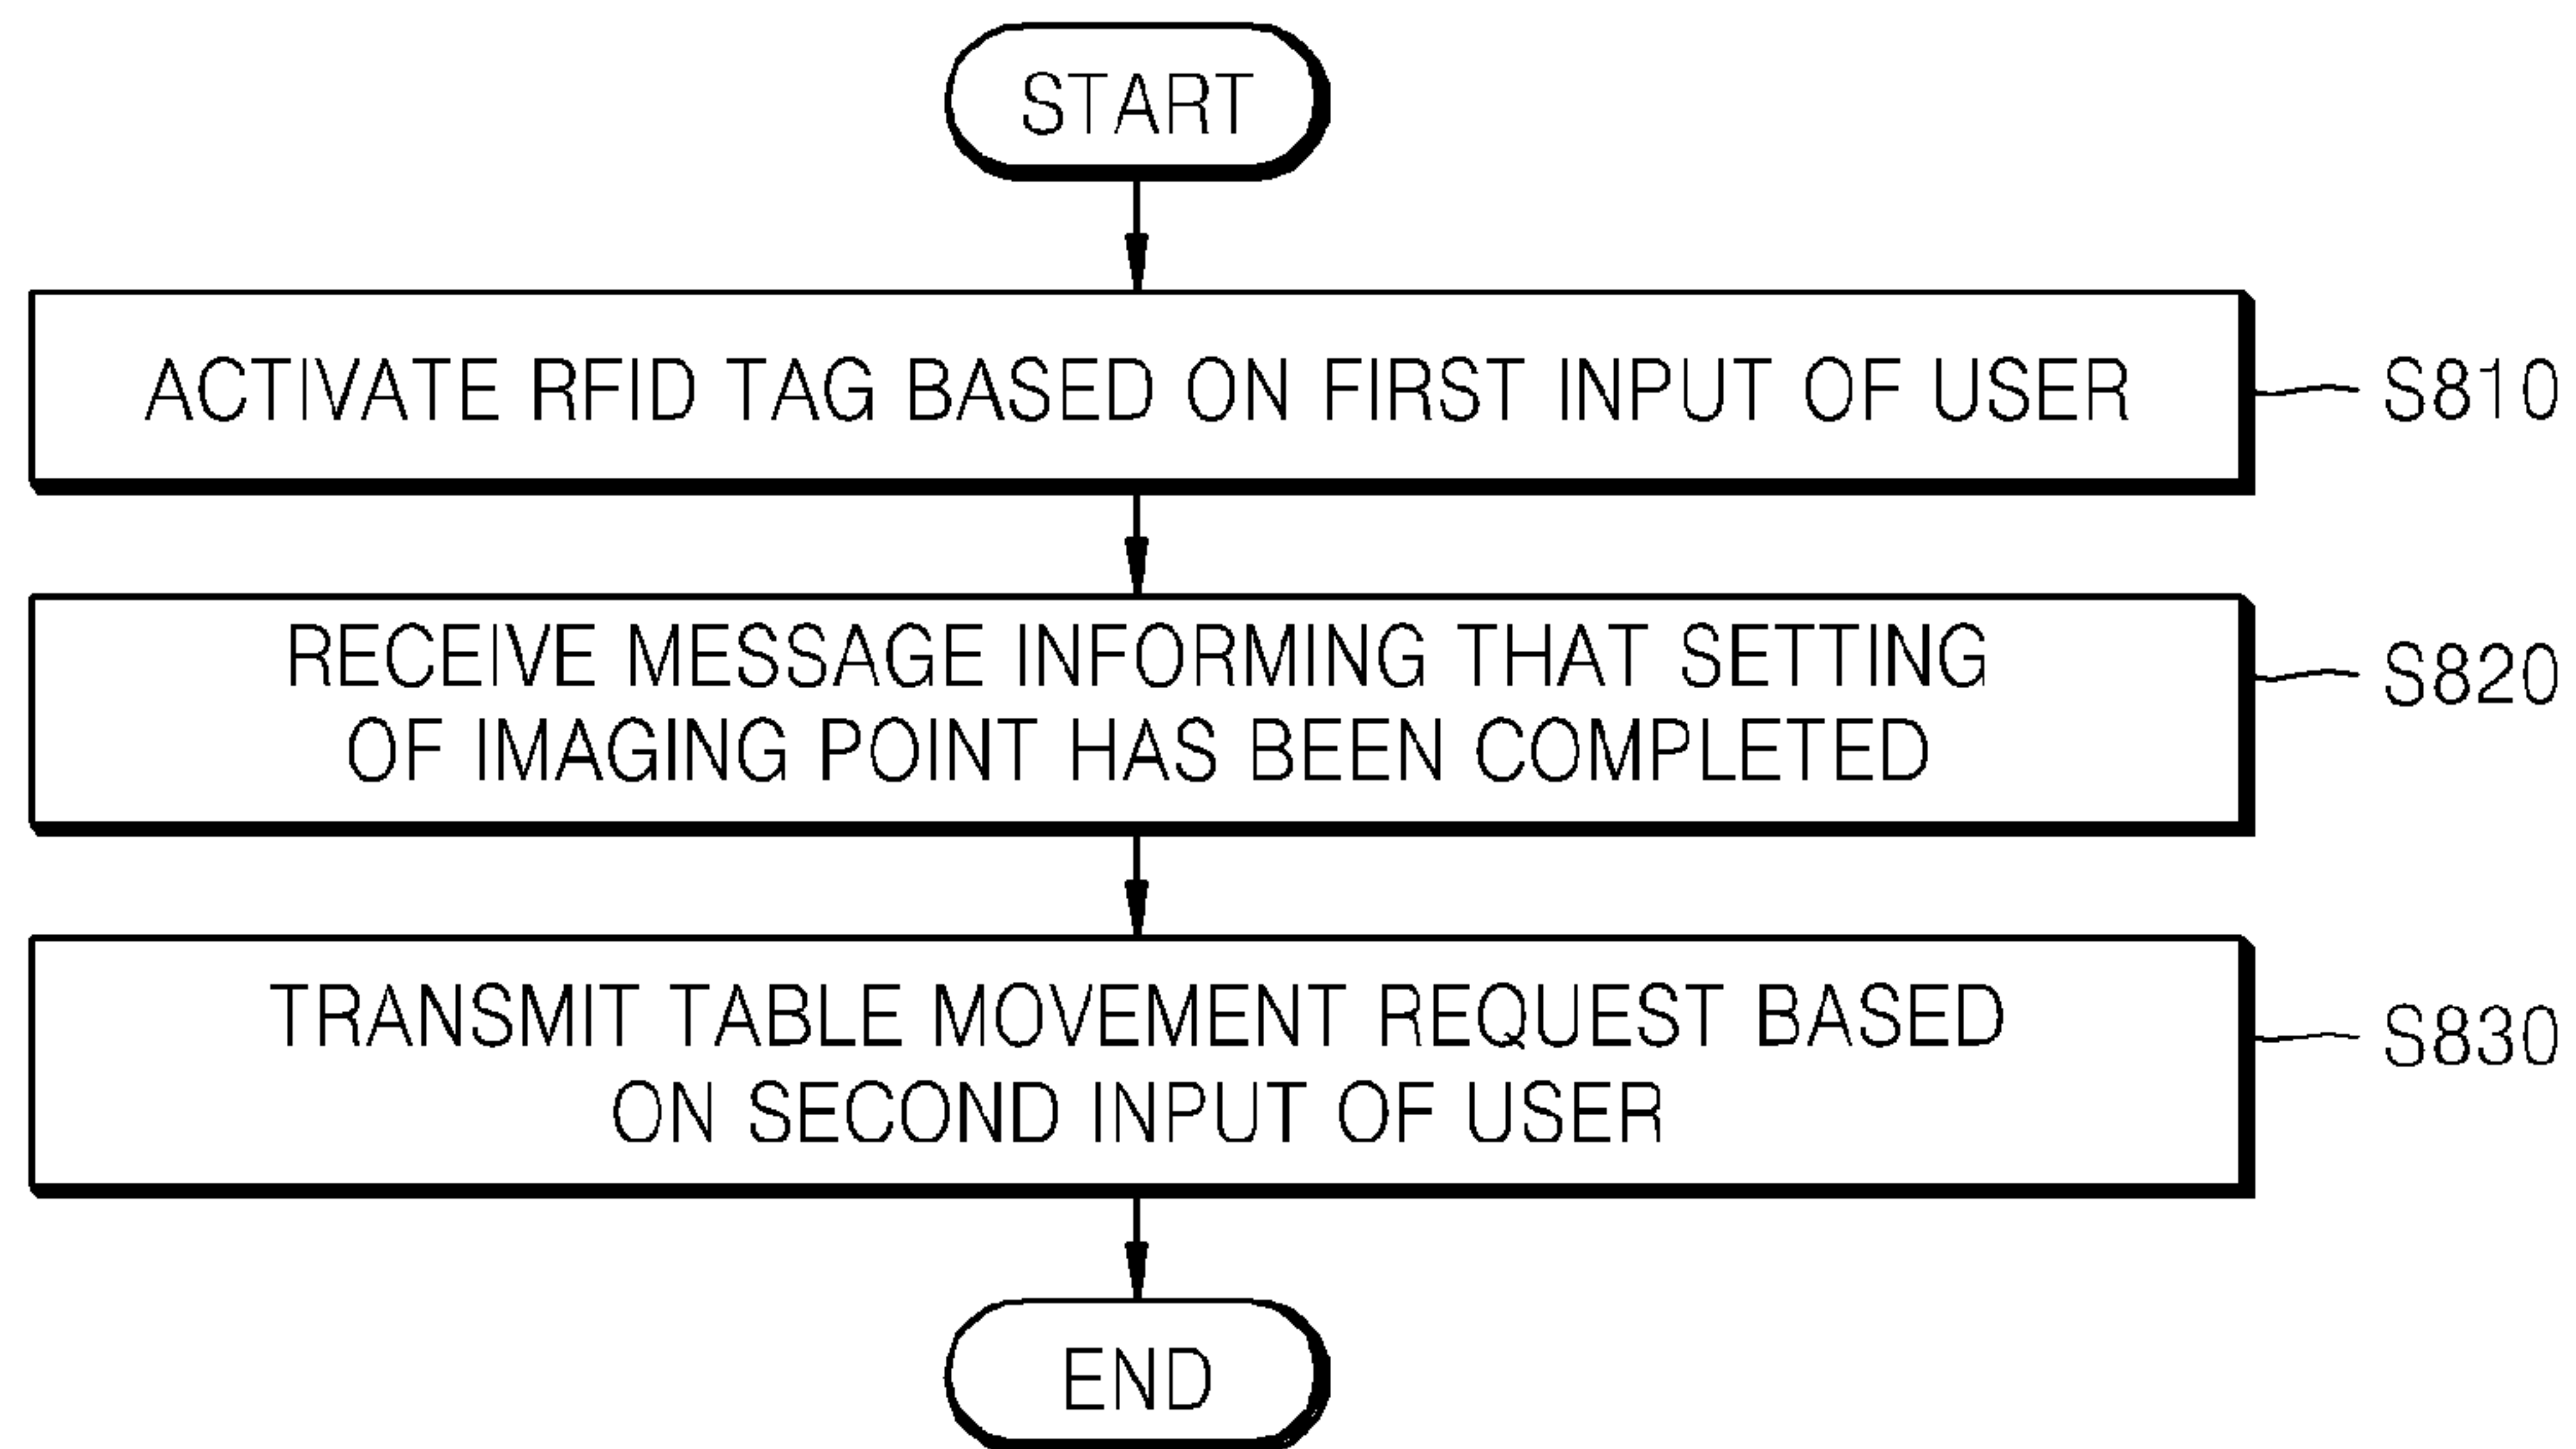 START
ACTIVATE RFID TAG BASED ON FIRST INPUT OF USER
S810
RECEIVE MESSAGE INFORMING THAT SETTING
OF IMAGING POINT HAS BEEN COMPLETED
S820
TRANSMIT TABLE MOVEMENT REQUEST BASED
ON SECOND INPUT OF USER
S830
END